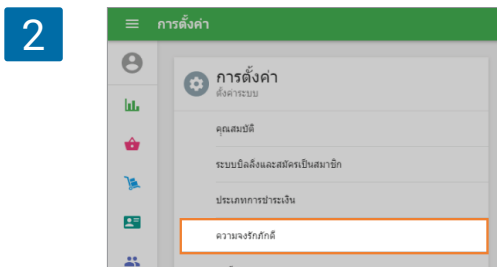 2
การตั้งค่า
การตั้งค่า
ตั้งค่าระบบ
คุณสมบัติ
ระบบบิลลิ่งและสมัครเป็นสมาชิก
ประเภทการชำระเงิน
ความจงรักภักดี